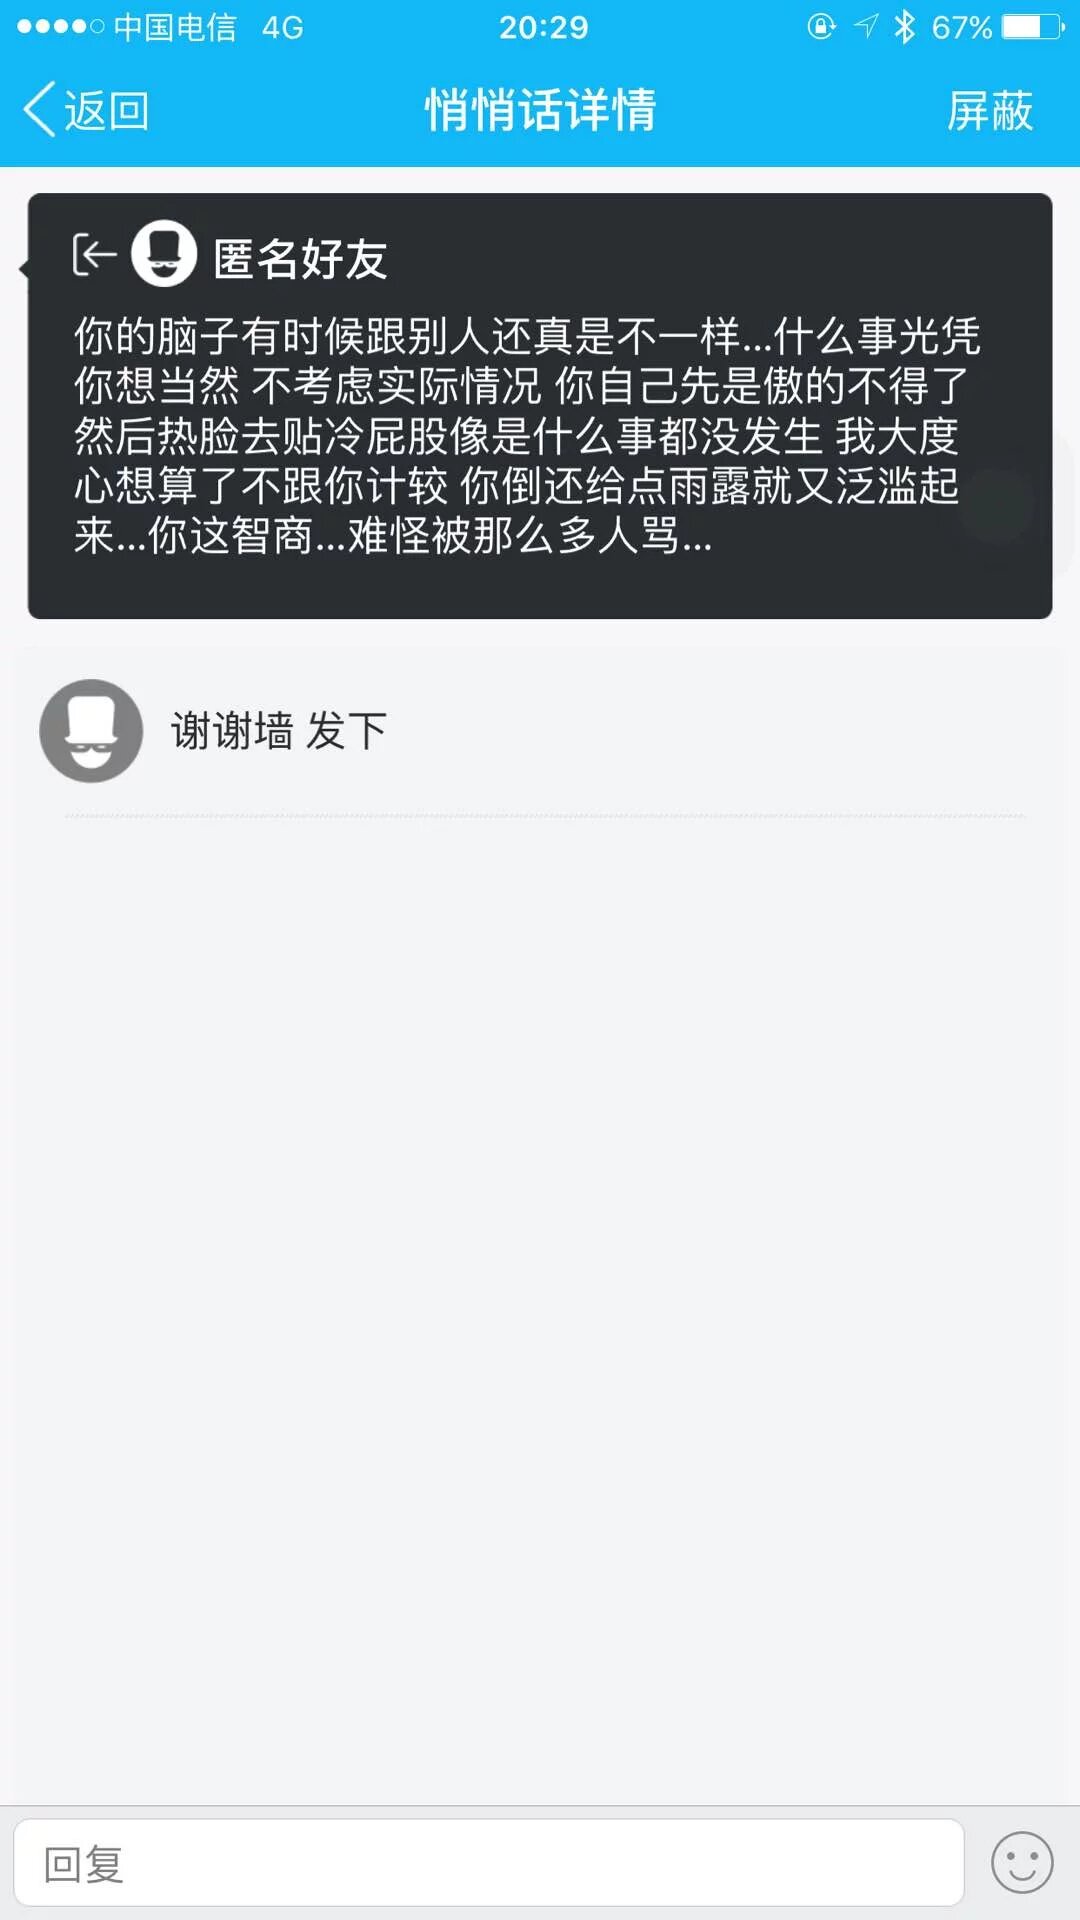 中国电信 4G 20:29 67%
返回 悄悄话详情 屏蔽
匿名好友
你的脑子有时候跟别人还真是不一样...什么事光凭
你想当然 不考虑实际情况 你自己先是傲的不得了
然后热脸去贴冷屁股像是什么事都没发生 我大度
心想算了不跟你计较 你倒还给点雨露就又泛滥起
来...你这智商...难怪被那么多人骂...
谢谢墙 发下
回复